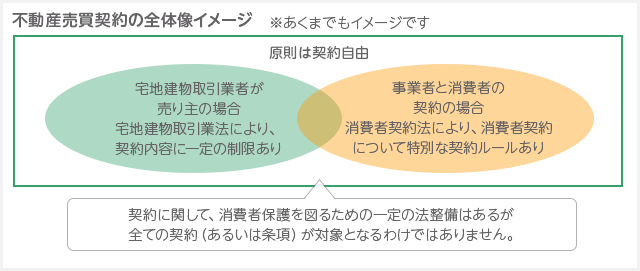 不動産売買契約の全体像イメージ ※あくまでもイメージです
原則は契約自由
宅地建物取引業者が
売り主の場合
宅地建物取引業法により、
契約内容に一定の制限あり
事業者と消費者の
契約の場合
消費者契約法により、消費者契約
について特別な契約ルールあり
契約に関して、消費者保護を図るための一定の法整備はあるが
全ての契約（あるいは条項）が対象となるわけではありません。